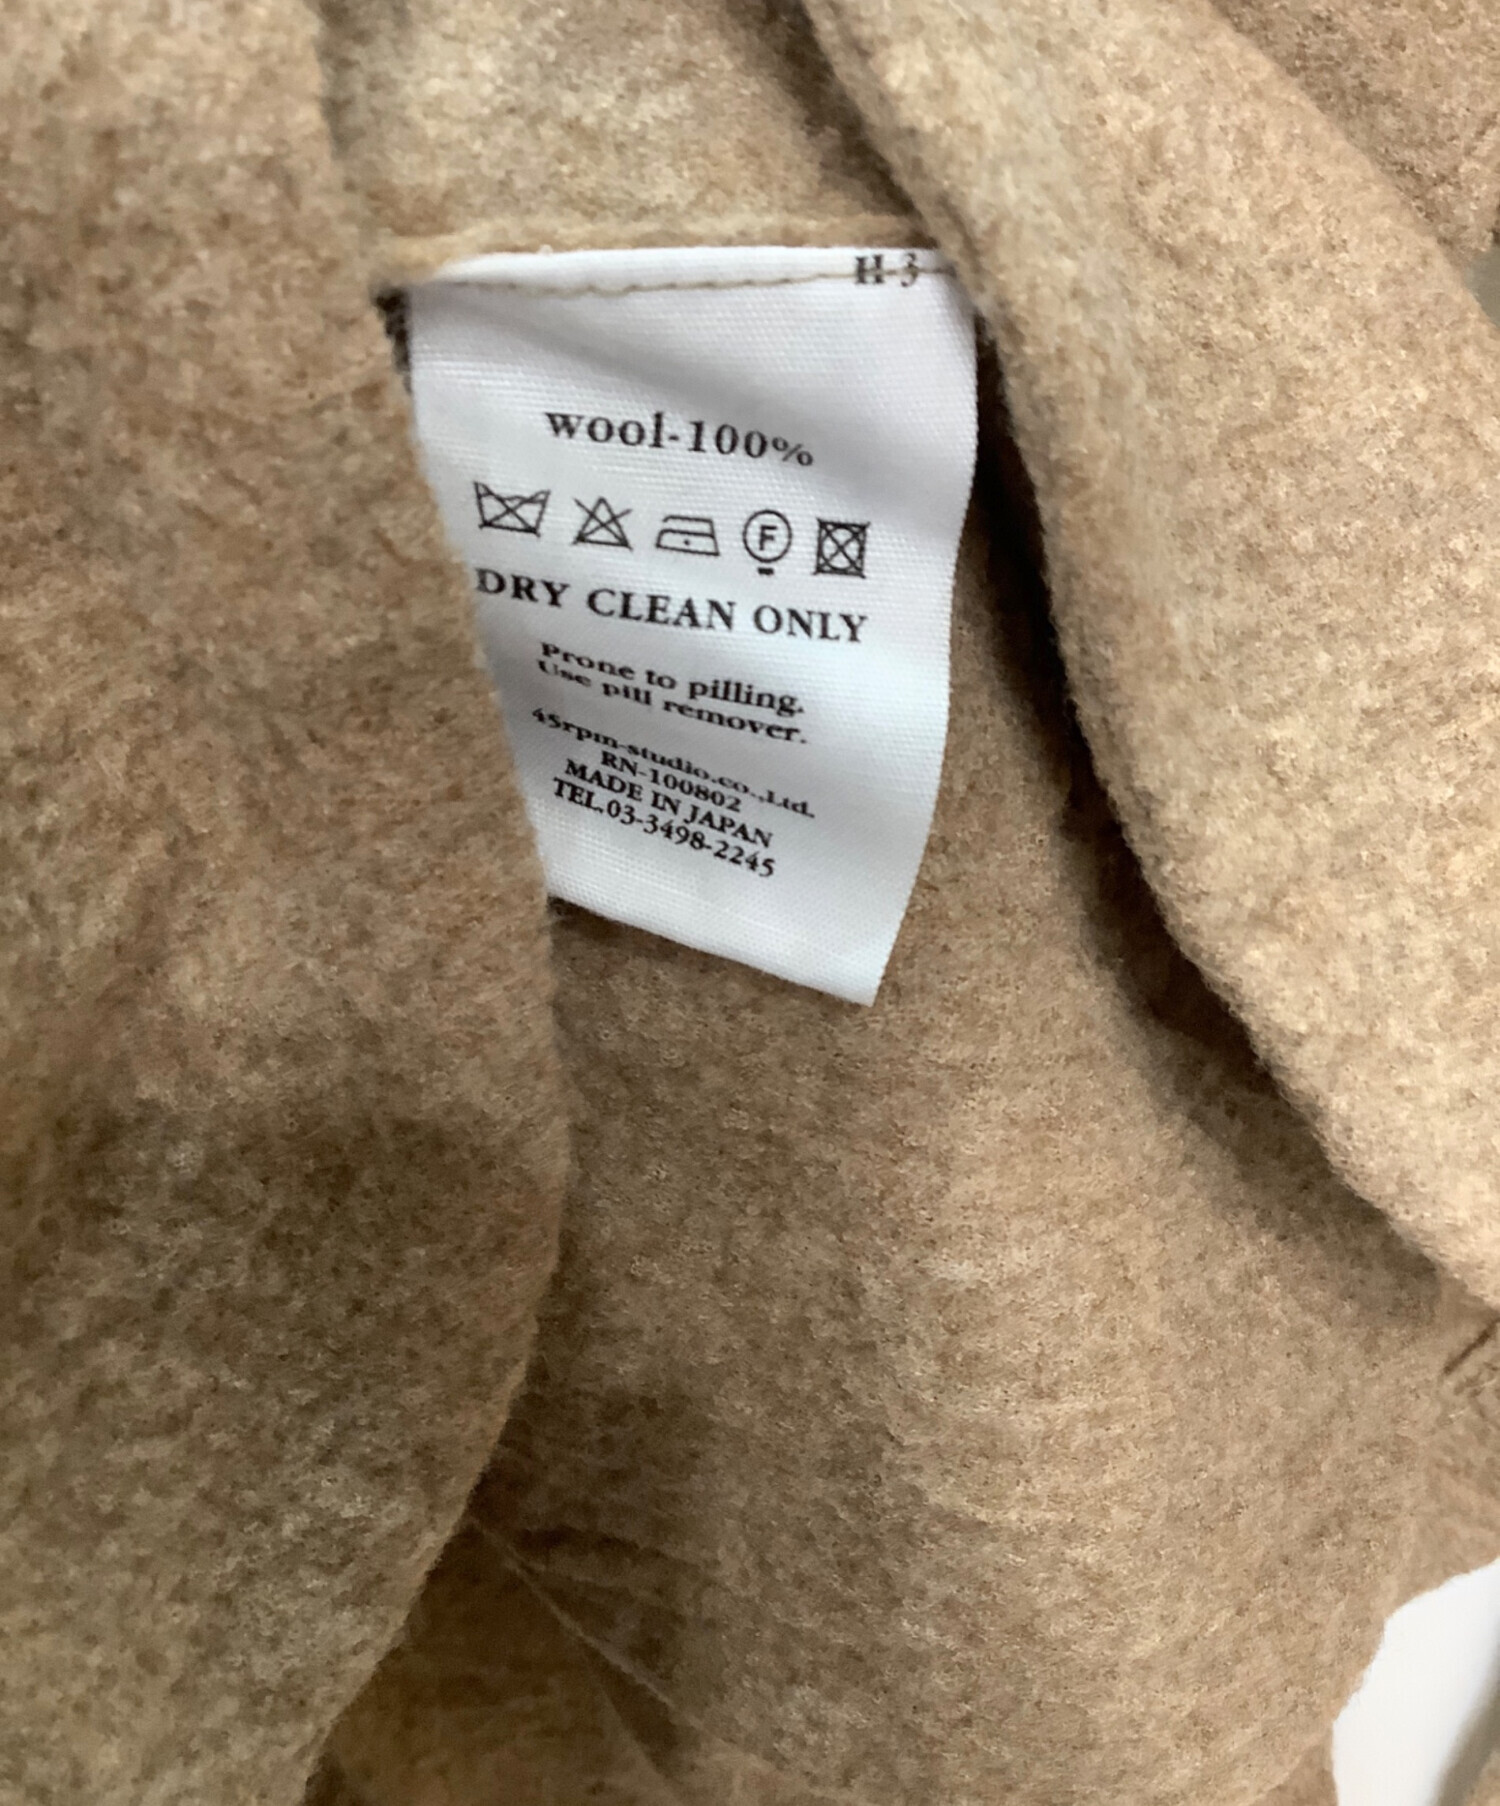 H-3
wool-100%
F
DRY CLEAN ONLY
Prone to pilling.
Use pill remover.
45rpm-studio.co.,Ltd.
RN-100802
MADE IN JAPAN
TEL.03-3498-2245